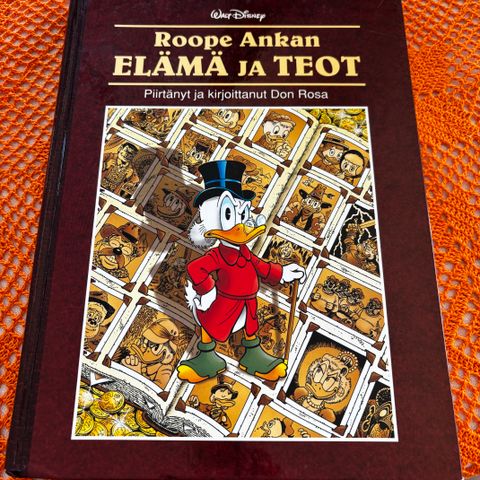 Walt Disney
Roope Ankan
ELÄMÄ JA TEOT
Piirtänyt ja kirjoittanut Don Rosa